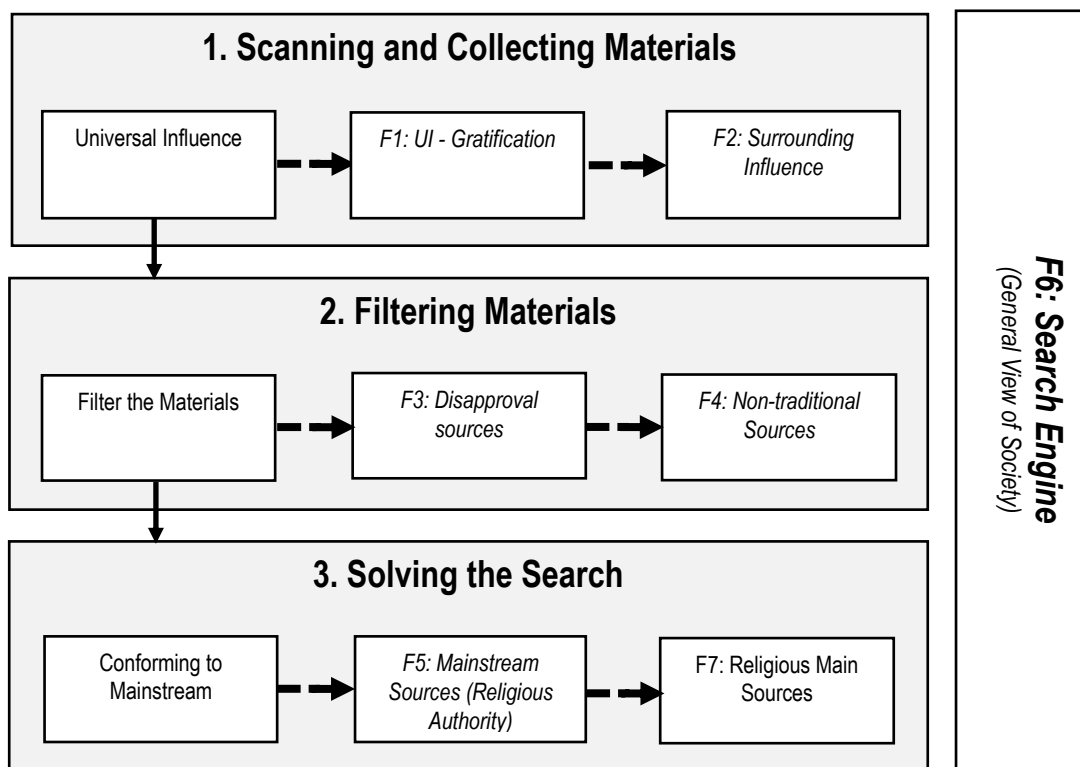 1. Scanning and Collecting Materials
Universal Influence
F1: UI - Gratification
F2: Surrounding
Influence
2. Filtering Materials
Filter the Materials
F3: Disapproval
sources
F4: Non-traditional
Sources
3. Solving the Search
Conforming to
Mainstream
F5: Mainstream
Sources (Religious
Authority)
F7: Religious Main
Sources
F6: Search Engine
(General View of Society)